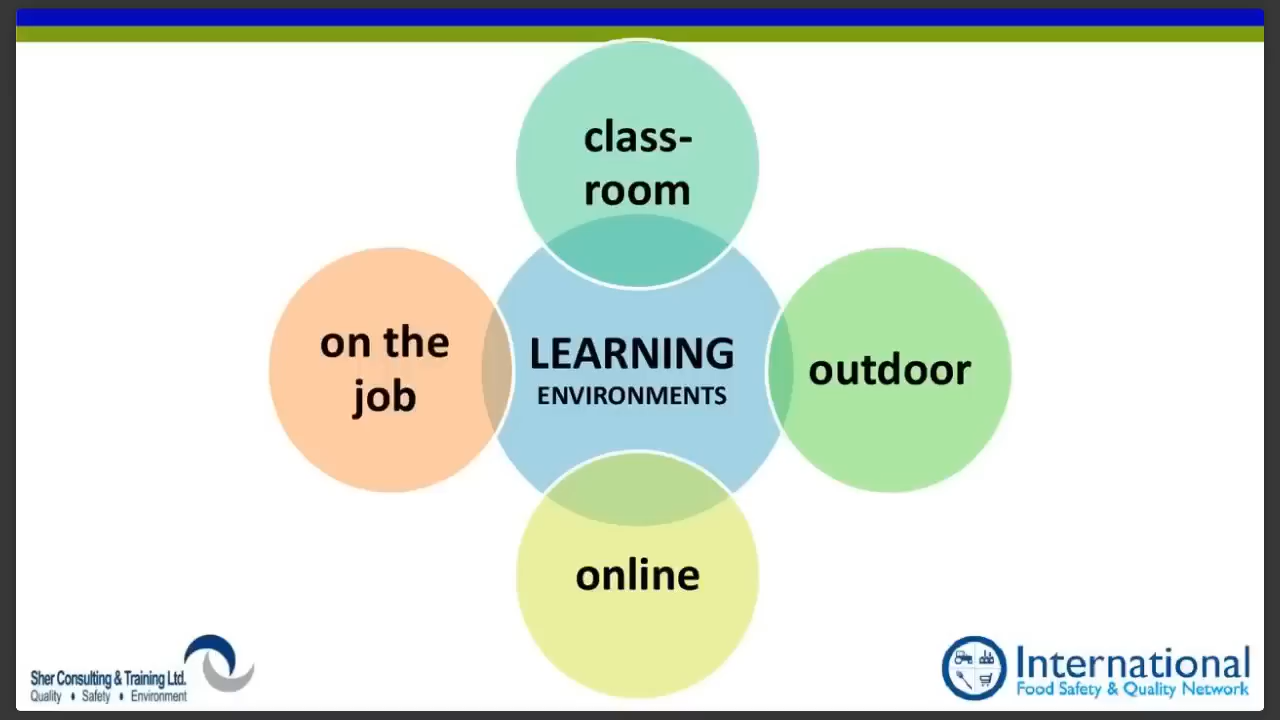 class-
room
on the
job
LEARNING
ENVIRONMENTS
outdoor
online
Sher Consulting & Training Ltd.
Quality • Safety • Environment
International
Food Safety & Quality Network